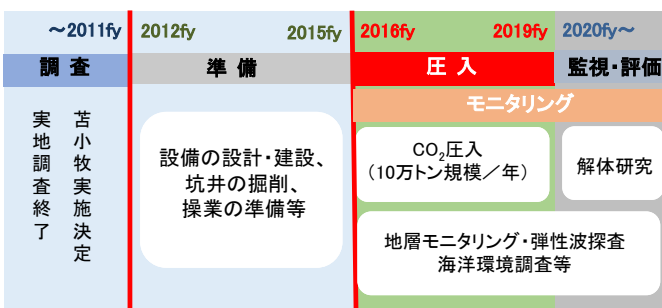 ～2011fy 2012fy 2015fy 2016fy 2019fy 2020fy～
調 査 準 備 圧 入 監視・評価
モニタリング
苫小牧実施決定
実地調査終了
設備の設計・建設、
坑井の掘削、
操業の準備等
CO₂圧入
（10万トン規模／年）
解体研究
地層モニタリング・弾性波探査
海洋環境調査等